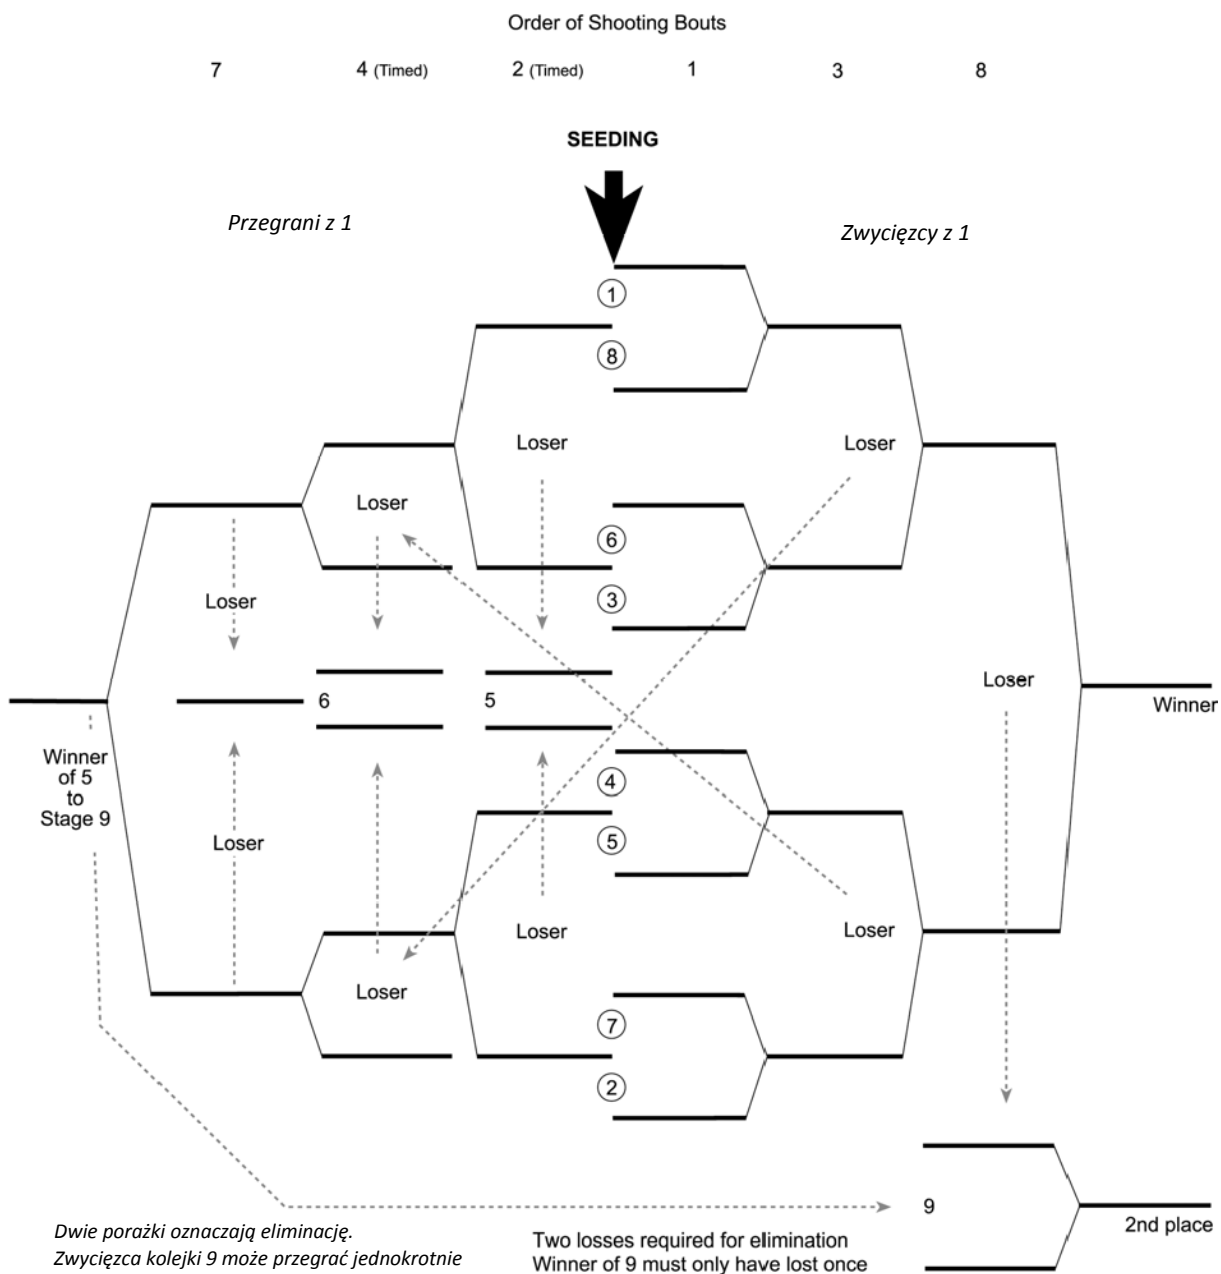 Order of Shooting Bouts
7 4 (Timed) 2 (Timed) 1 3 8
SEEDING
Przegrani z 1
Zwycięzcy z 1
1
8
Loser
Loser
Loser
6
3
Loser
6
5
Loser
Winner
Winner
of 5
to
Stage 9
4
5
Loser
Loser
Loser
Loser
7
2
9
2nd place
Dwie porażki oznaczają eliminację.
Zwycięzca kolejki 9 może przegrać jednokrotnie
Two losses required for elimination
Winner of 9 must only have lost once